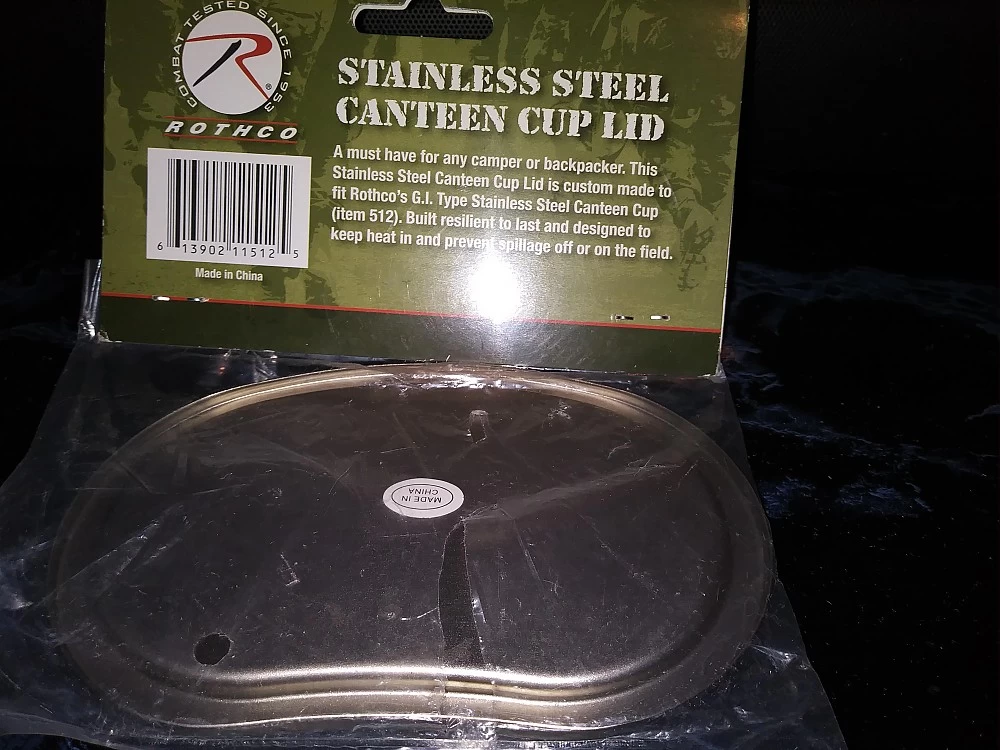 COMBAT TESTED SINCE 1953
R®
ROTHCO
STAINLESS STEEL
CANTEEN CUP LID
A must have for any camper or backpacker. This
Stainless Steel Canteen Cup Lid is custom made to
fit Rothco's G.I. Type Stainless Steel Canteen Cup
(item 512). Built resilient to last and designed to
keep heat in and prevent spillage off or on the field.
6 13902 11512 5
Made in China
MADE IN
CHINA